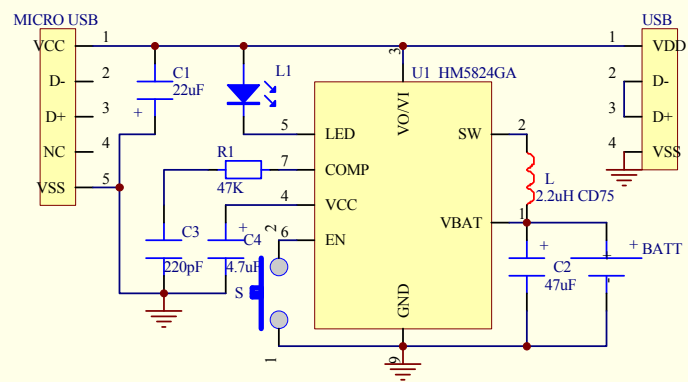 MICRO USB
USB
VCC 1
D- 2
D+ 3
NC 4
VSS 5
C1
22uF
+
L1
3
U1 HM5824GA
VO/VI
1 VDD
2 D-
3 D+
4 VSS
5 LED
SW 2
R1
47K
7 COMP
L
2.2uH CD75
4 VCC
VBAT 1
C3
220pF
+
C4
4.7uF
2
6 EN
S
1
GND
9
+
C2
47uF
+ BATT
+
-